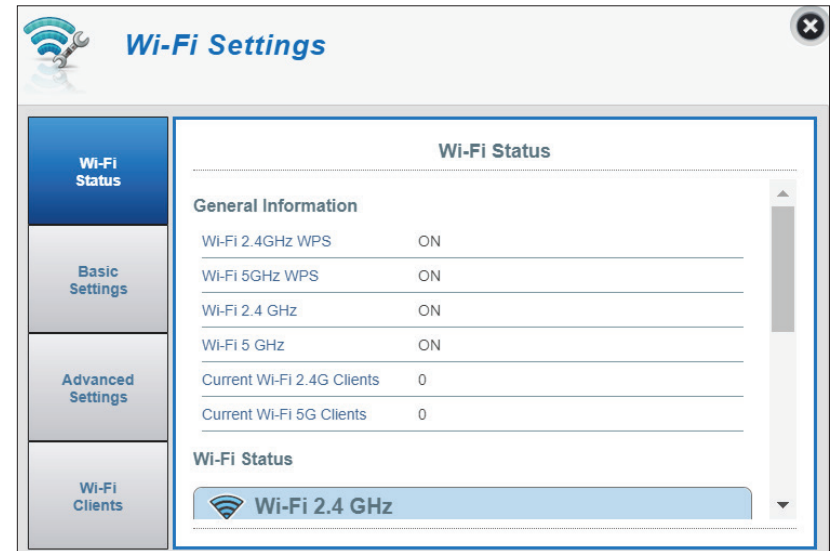 Wi-Fi Settings
Wi-Fi
Status
Basic
Settings
Advanced
Settings
Wi-Fi
Clients
Wi-Fi Status
General Information
Wi-Fi 2.4GHz WPS ON
Wi-Fi 5GHz WPS ON
Wi-Fi 2.4 GHz ON
Wi-Fi 5 GHz ON
Current Wi-Fi 2.4G Clients 0
Current Wi-Fi 5G Clients 0
Wi-Fi Status
Wi-Fi 2.4 GHz